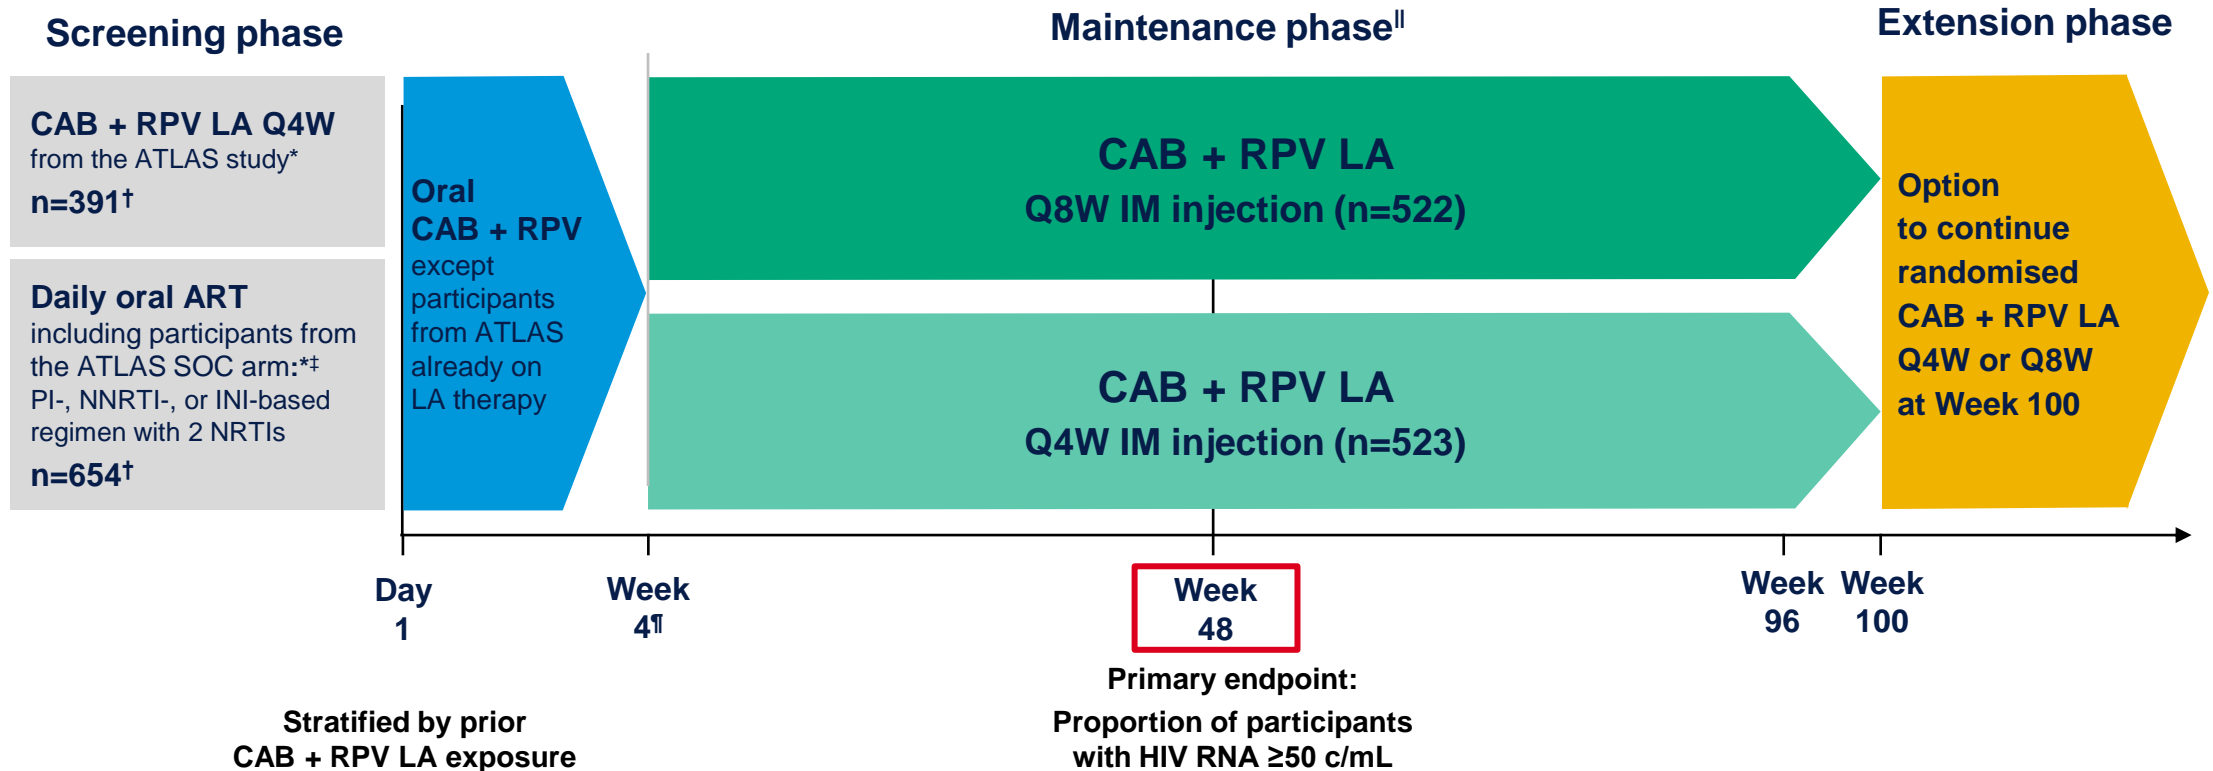 Screening phase
Maintenance phase||
Extension phase
CAB + RPV LA Q4W
from the ATLAS study*
n=391†
Daily oral ART
including participants from
the ATLAS SOC arm:*‡
PI-, NNRTI-, or INI-based
regimen with 2 NRTIs
n=654†
Oral
CAB + RPV
except
participants
from ATLAS
already on
LA therapy
CAB + RPV LA
Q8W IM injection (n=522)
CAB + RPV LA
Q4W IM injection (n=523)
Option
to continue
randomised
CAB + RPV LA
Q4W or Q8W
at Week 100
Day
1
Week
4¶
Week
48
Week
96
Week
100
Stratified by prior
CAB + RPV LA exposure
Primary endpoint:
Proportion of participants
with HIV RNA ≥50 c/mL